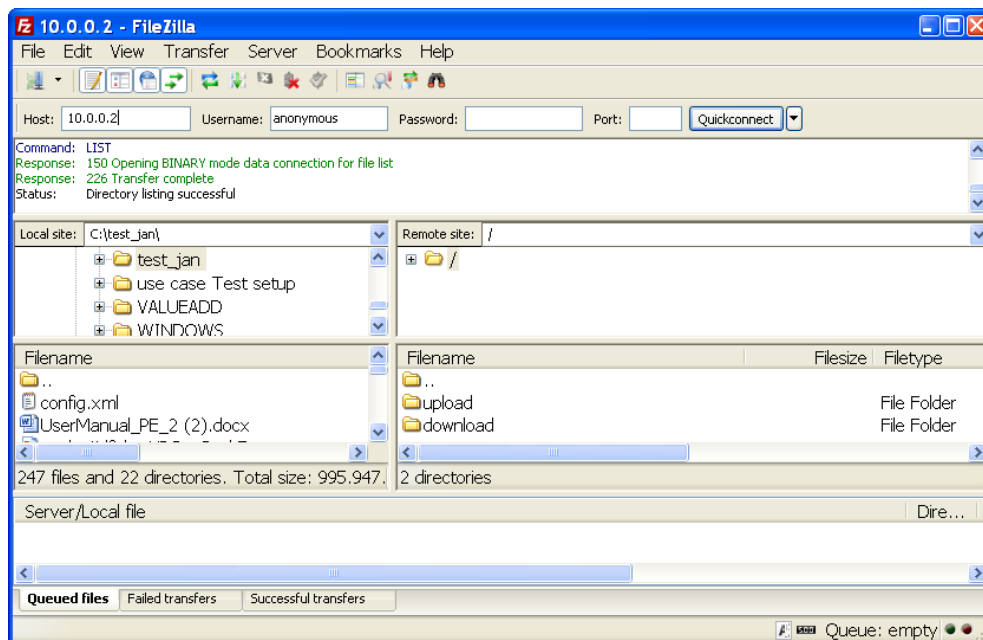 10.0.0.2 - FileZilla
File Edit View Transfer Server Bookmarks Help
Host: 10.0.0.2 Username: anonymous Password: Port: Quickconnect
Command: LIST
Response: 150 Opening BINARY mode data connection for file list
Response: 226 Transfer complete
Status: Directory listing successful
Local site: C:\test_jan\ Remote site: /
test_jan /
use case Test setup
VALUEADD
WINDOWS
Filename Filename Filesize Filetype
.. ..
config.xml upload File Folder
UserManual_PE_2 (2).docx download File Folder
247 files and 22 directories. Total size: 995.947. 2 directories
Server/Local file Dire...
Queued files Failed transfers Successful transfers
Queue: empty